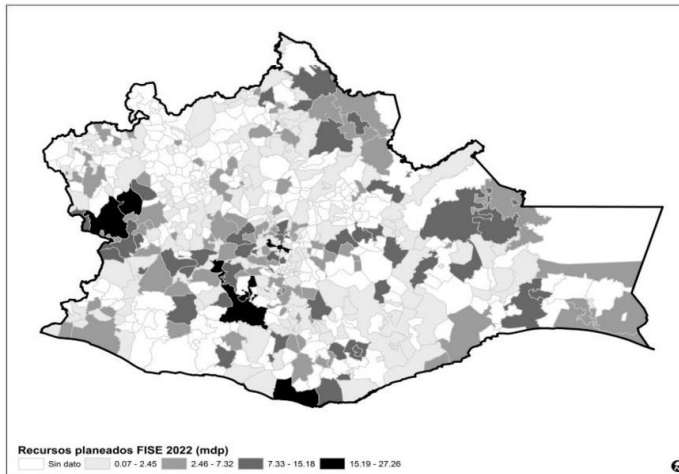 Recursos planeados FISE 2022 (mdp)
Sin dato 0.07 - 2.45 2.46 - 7.32 7.33 - 15.18 15.19 - 27.26